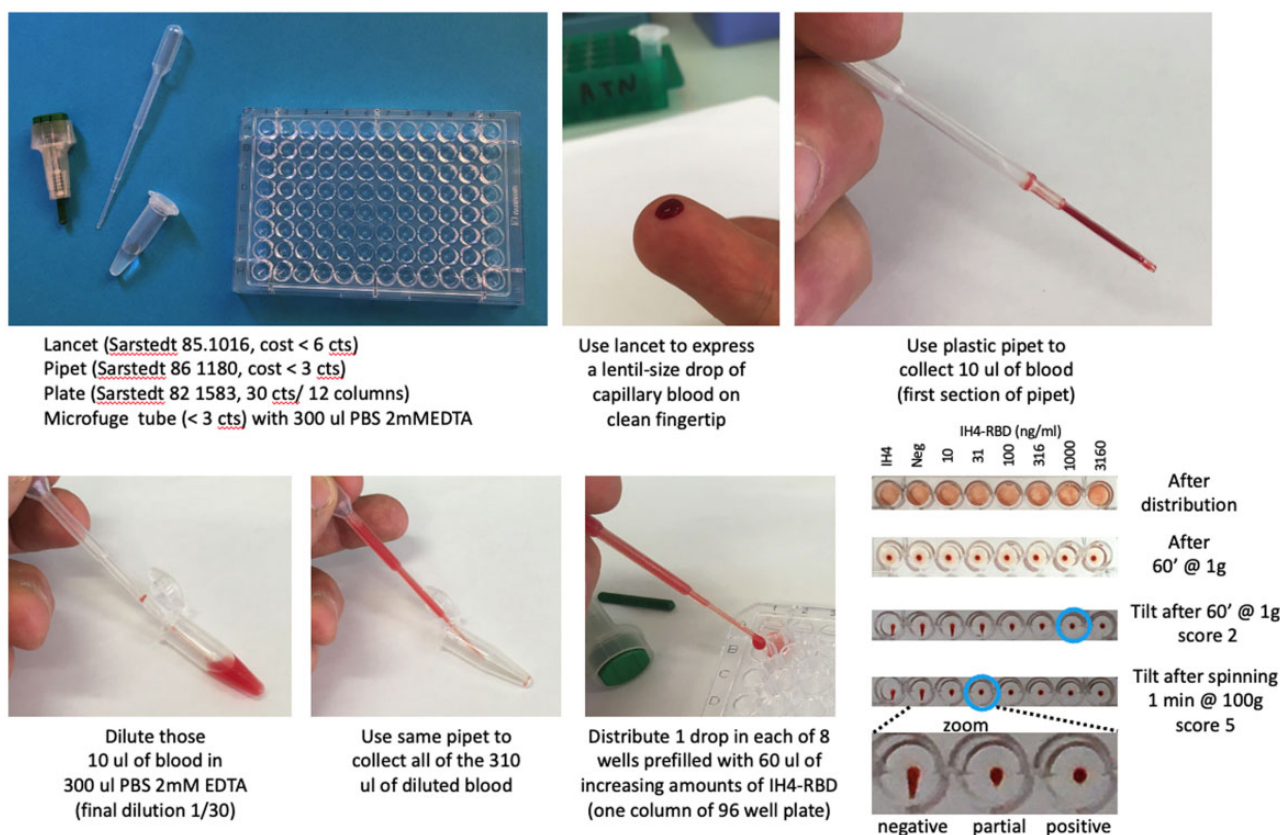 ATN
Lancet (Sarstedt 85.1016, cost < 6 cts)
Pipet (Sarstedt 86 1180, cost < 3 cts)
Plate (Sarstedt 82 1583, 30 cts/ 12 columns)
Microfuge tube (< 3 cts) with 300 ul PBS 2mMEDTA
Use lancet to express
a lentil-size drop of
capillary blood on
clean fingertip
Use plastic pipet to
collect 10 ul of blood
(first section of pipet)
IH4-RBD (ng/ml)
IH4 Neg 10 31 100 316 1000 3160
After
distribution
After
60’ @ 1g
Tilt after 60’ @ 1g
score 2
Tilt after spinning
1 min @ 100g
score 5
zoom
negative partial positive
B
C
D
Dilute those
10 ul of blood in
300 ul PBS 2mM EDTA
(final dilution 1/30)
Use same pipet to
collect all of the 310
ul of diluted blood
Distribute 1 drop in each of 8
wells prefilled with 60 ul of
increasing amounts of IH4-RBD
(one column of 96 well plate)